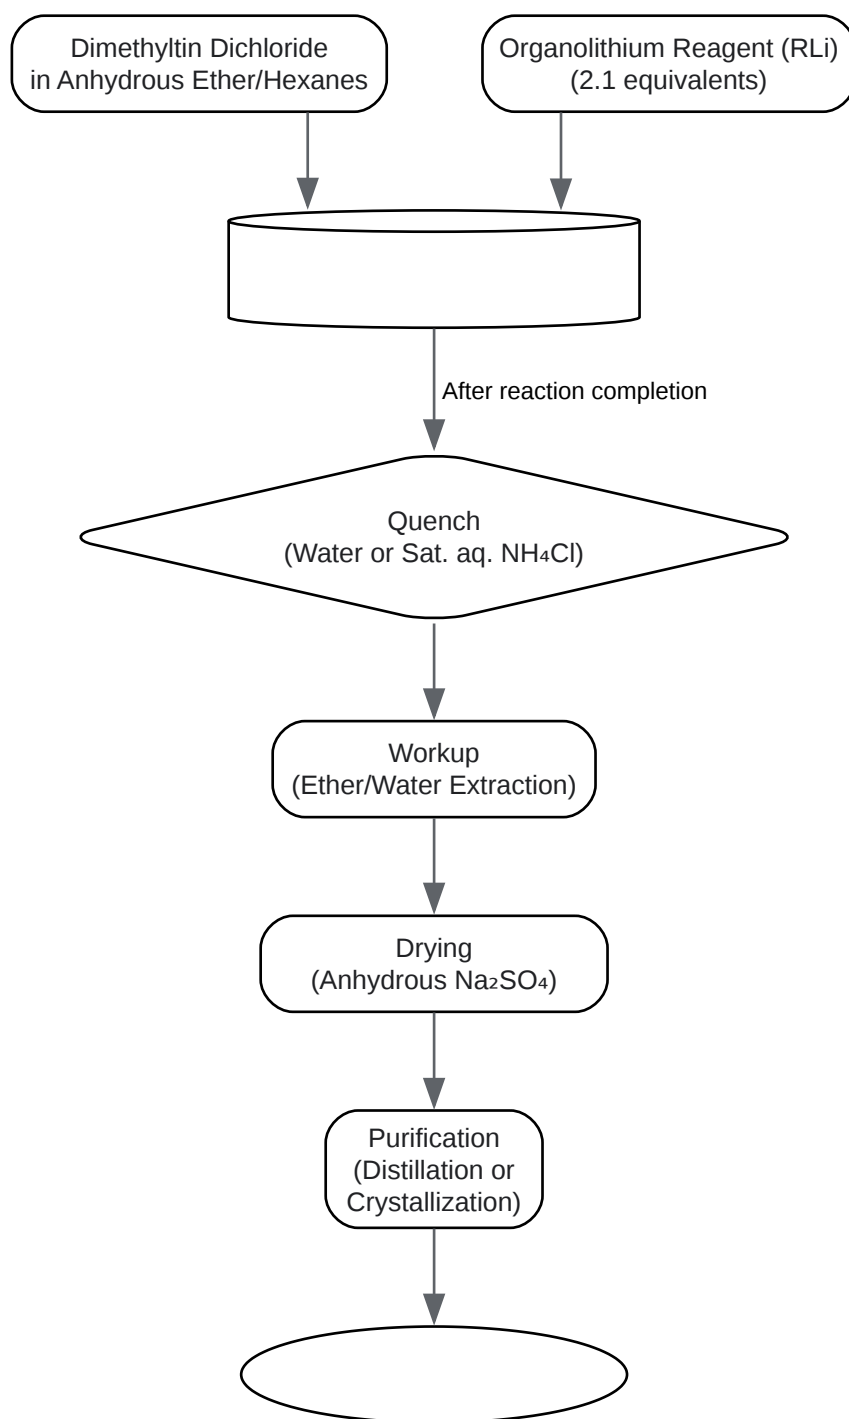 Dimethyltin Dichloride
in Anhydrous Ether/Hexanes
Organolithium Reagent (RLi)
(2.1 equivalents)
After reaction completion
Quench
(Water or Sat. aq. NH₄Cl)
Workup
(Ether/Water Extraction)
Drying
(Anhydrous Na₂SO₄)
Purification
(Distillation or
Crystallization)